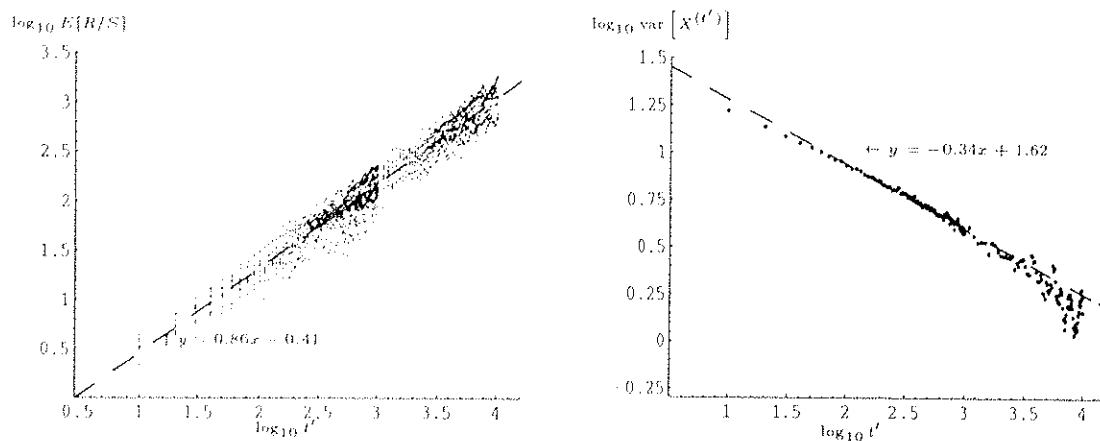 log₁₀ E[R/S]
3.5
3
2.5
2
1.5
1
0.5
y = 0.86x − 0.41
0.5 1 1.5 2 2.5 3 3.5 4
log₁₀ t′
log₁₀ var [X⁽ᵗ′⁾]
1.5
1.25
1
0.75
0.5
0.25
0
-0.25
← y = −0.34x + 1.62
1 1.5 2 2.5 3 3.5 4
log₁₀ t′